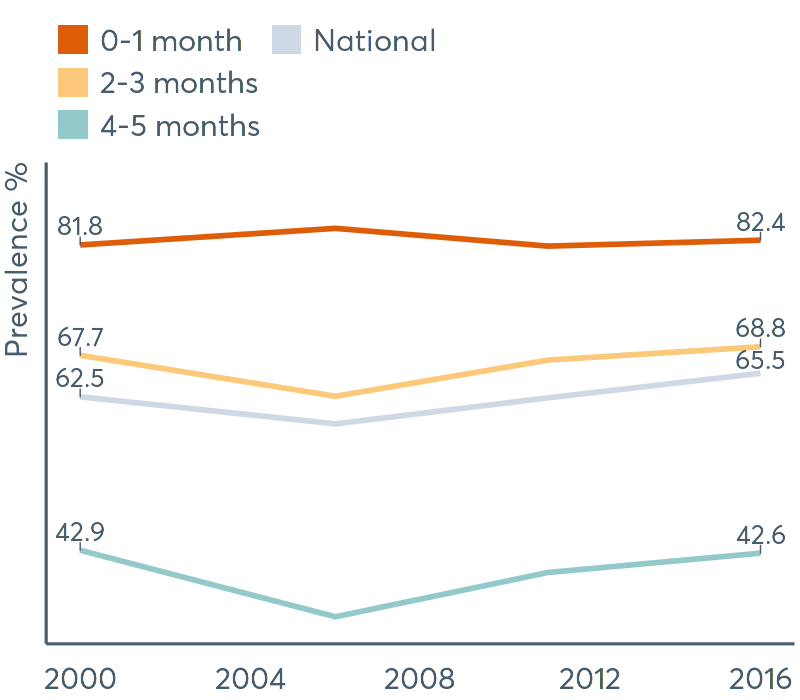 0-1 month
National
2-3 months
4-5 months
Prevalence %
81.8
82.4
67.7
68.8
65.5
62.5
42.9
42.6
2000 2004 2008 2012 2016